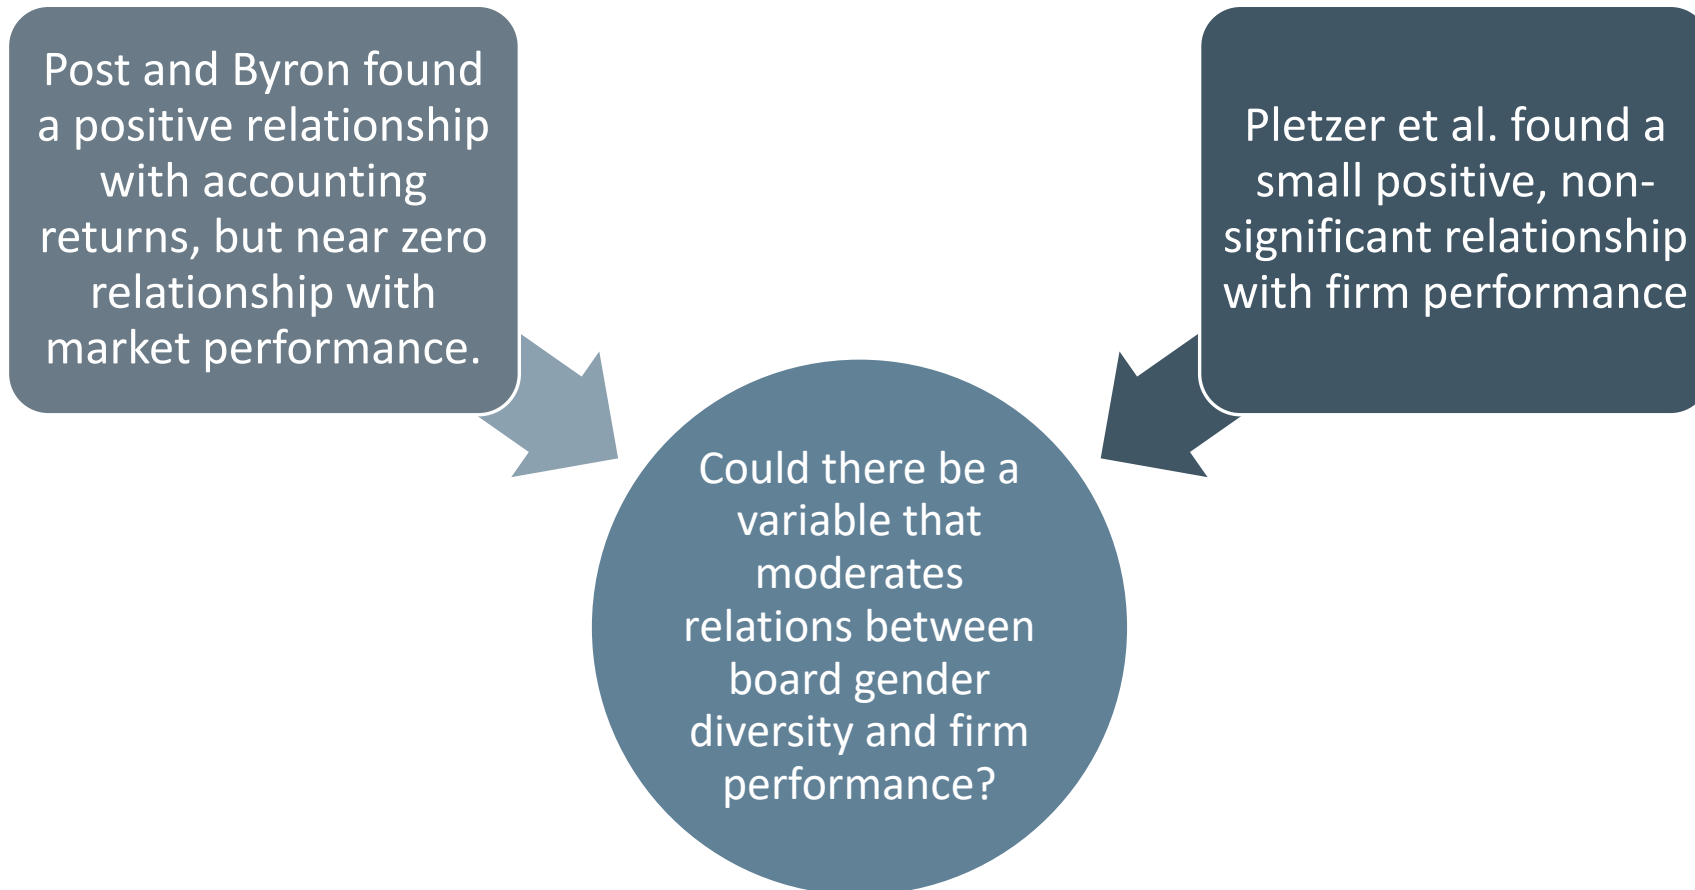 Post and Byron found
a positive relationship
with accounting
returns, but near zero
relationship with
market performance.
Pletzer et al. found a
small positive, non-
significant relationship
with firm performance
Could there be a
variable that
moderates
relations between
board gender
diversity and firm
performance?